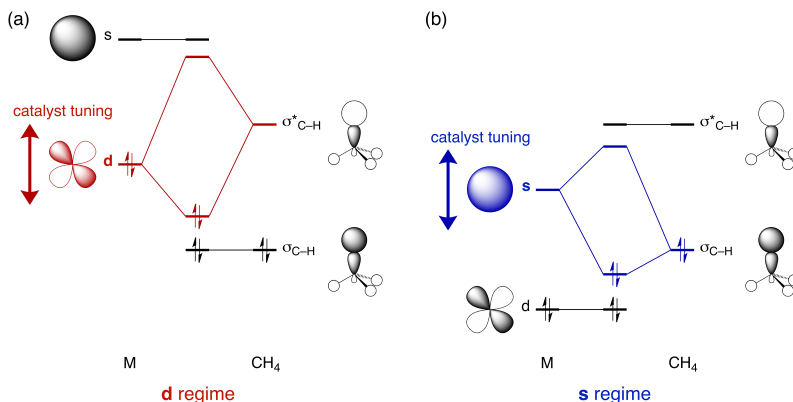 (a)
s
catalyst tuning
d
σ*C–H
σC–H
M
CH4
d regime
(b)
σ*C–H
catalyst tuning
s
σC–H
d
M
CH4
s regime